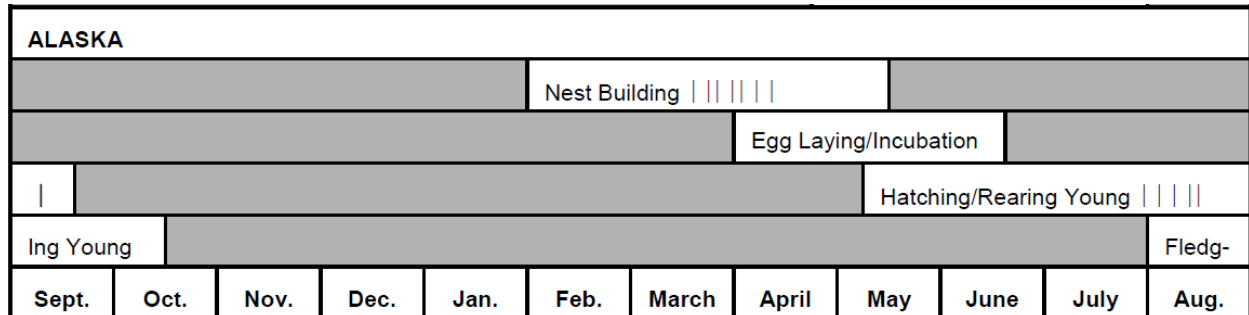 ALASKA
Nest Building | || || | |
Egg Laying/Incubation
|
Hatching/Rearing Young | | | ||
Ing Young
Fledg-
Sept. Oct. Nov. Dec. Jan. Feb. March April May June July Aug.